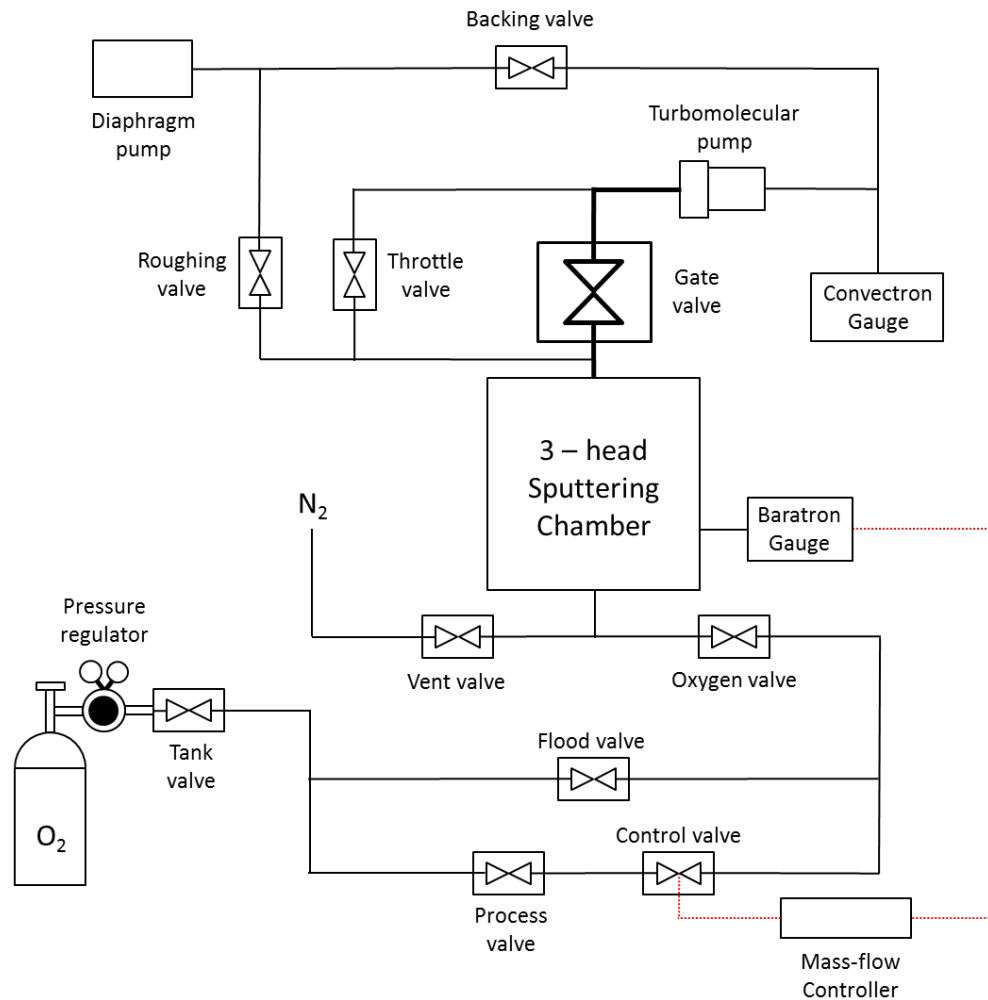 Backing valve
Diaphragm
pump
Turbomolecular
pump
Roughing
valve
Throttle
valve
Gate
valve
Convectron
Gauge
3 – head
Sputtering
Chamber
N₂
Baratron
Gauge
Pressure
regulator
Vent valve
Oxygen valve
Tank
valve
Flood valve
O₂
Control valve
Process
valve
Mass-flow
Controller